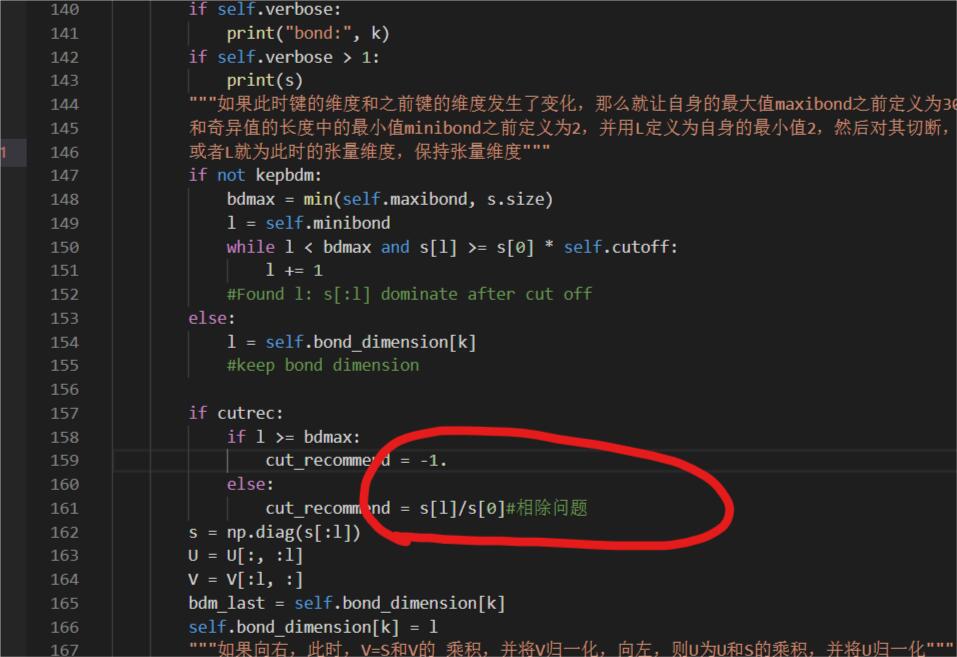 140 if self.verbose:
141 print("bond:", k)
142 if self.verbose > 1:
143 print(s)
144 """如果此时键的维度和之前键的维度发生了变化，那么就让自身的最大值maxibond之前定义为30
145 和奇异值的长度中的最小值minibond之前定义为2，并用L定义为自身的最小值2，然后对其切断，
1 146 或者L就为此时的张量维度，保持张量维度"""
147 if not kepbdm:
148 bdmax = min(self.maxibond, s.size)
149 l = self.minibond
150 while l < bdmax and s[l] >= s[0] * self.cutoff:
151 l += 1
152 #Found l: s[:l] dominate after cut off
153 else:
154 l = self.bond_dimension[k]
155 #keep bond dimension
156
157 if cutrec:
158 if l >= bdmax:
159 cut_recommend = -1.
160 else:
161 cut_recommend = s[l]/s[0]#相除问题
162 s = np.diag(s[:l])
163 U = U[:, :l]
164 V = V[:l, :]
165 bdm_last = self.bond_dimension[k]
166 self.bond_dimension[k] = l
167 """如果向右，此时，V=S和V的 乘积，并将V归一化，向左，则U为U和S的乘积，并将U归一化"""